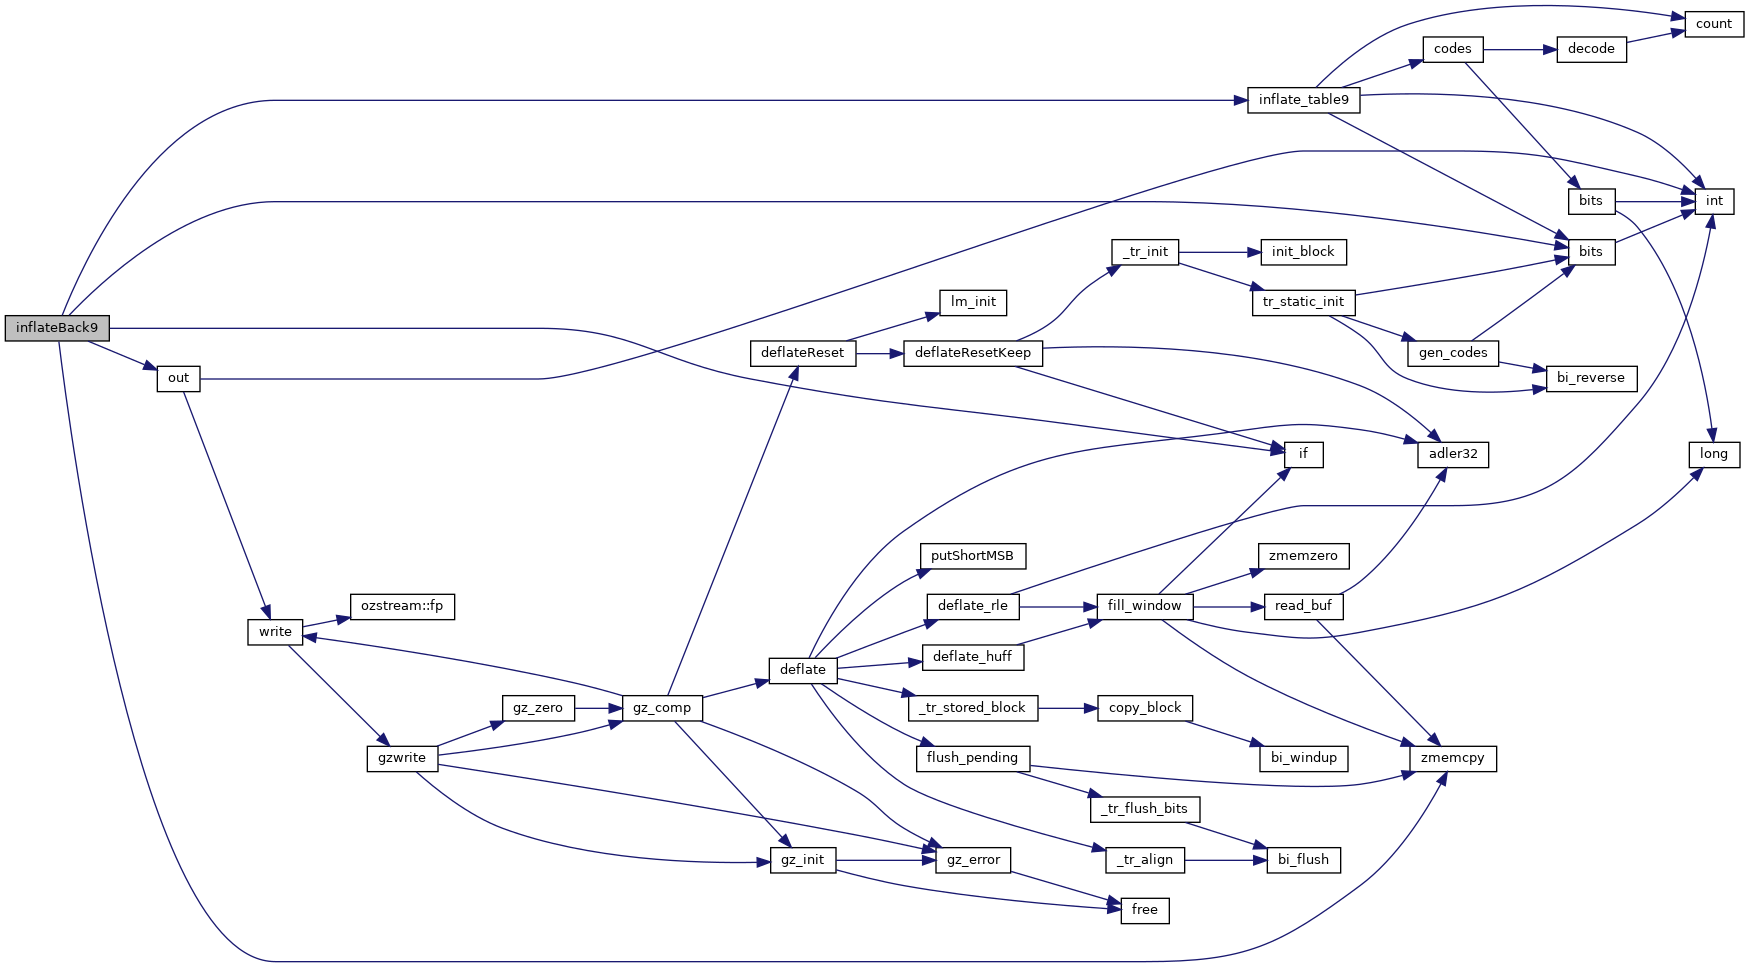 inflateBack9
out
write
ozstream::fp
gzwrite
gz_zero
gz_comp
deflateReset
lm_init
deflateResetKeep
_tr_init
init_block
tr_static_init
gen_codes
bi_reverse
inflate_table9
codes
decode
count
bits
int
bits
long
if
adler32
deflate
putShortMSB
deflate_rle
deflate_huff
_tr_stored_block
flush_pending
fill_window
zmemzero
read_buf
copy_block
bi_windup
zmemcpy
_tr_flush_bits
_tr_align
bi_flush
gz_init
gz_error
free